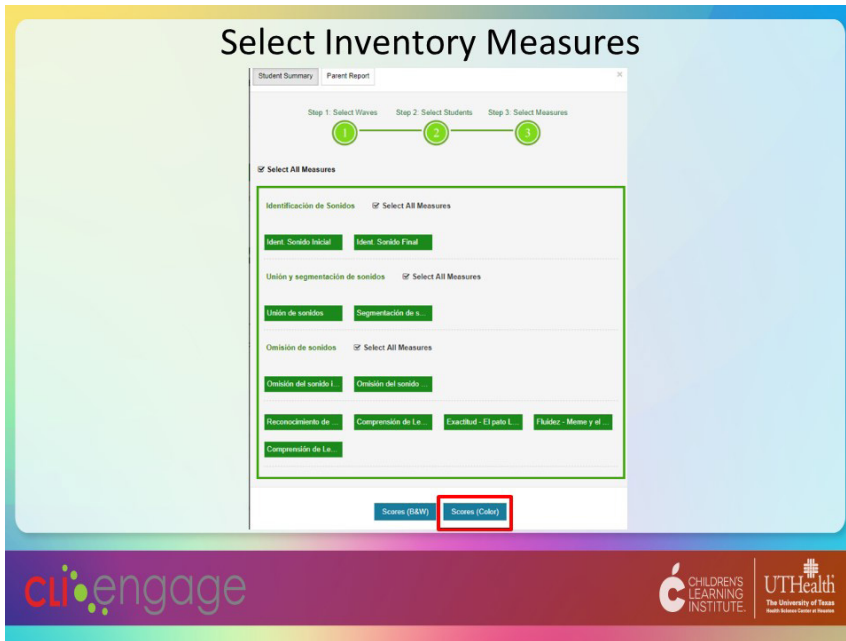 Select Inventory Measures
Student Summary Parent Report ×
Step 1: Select Waves Step 2: Select Students Step 3: Select Measures
1 2 3
Select All Measures
Identificación de Sonidos Select All Measures
Ident. Sonido Inicial Ident. Sonido Final
Unión y segmentación de sonidos Select All Measures
Unión de sonidos Segmentación de s...
Omisión de sonidos Select All Measures
Omisión del sonido i... Omisión del sonido ...
Reconocimiento de ... Comprensión de Le... Exactitud - El pato L... Fluidez - Meme y el ...
Comprensión de Le...
Scores (B&W) Scores (Color)
cli engage
CHILDREN'S
LEARNING
INSTITUTE.
UTHealth
The University of Texas
Health Science Center at Houston